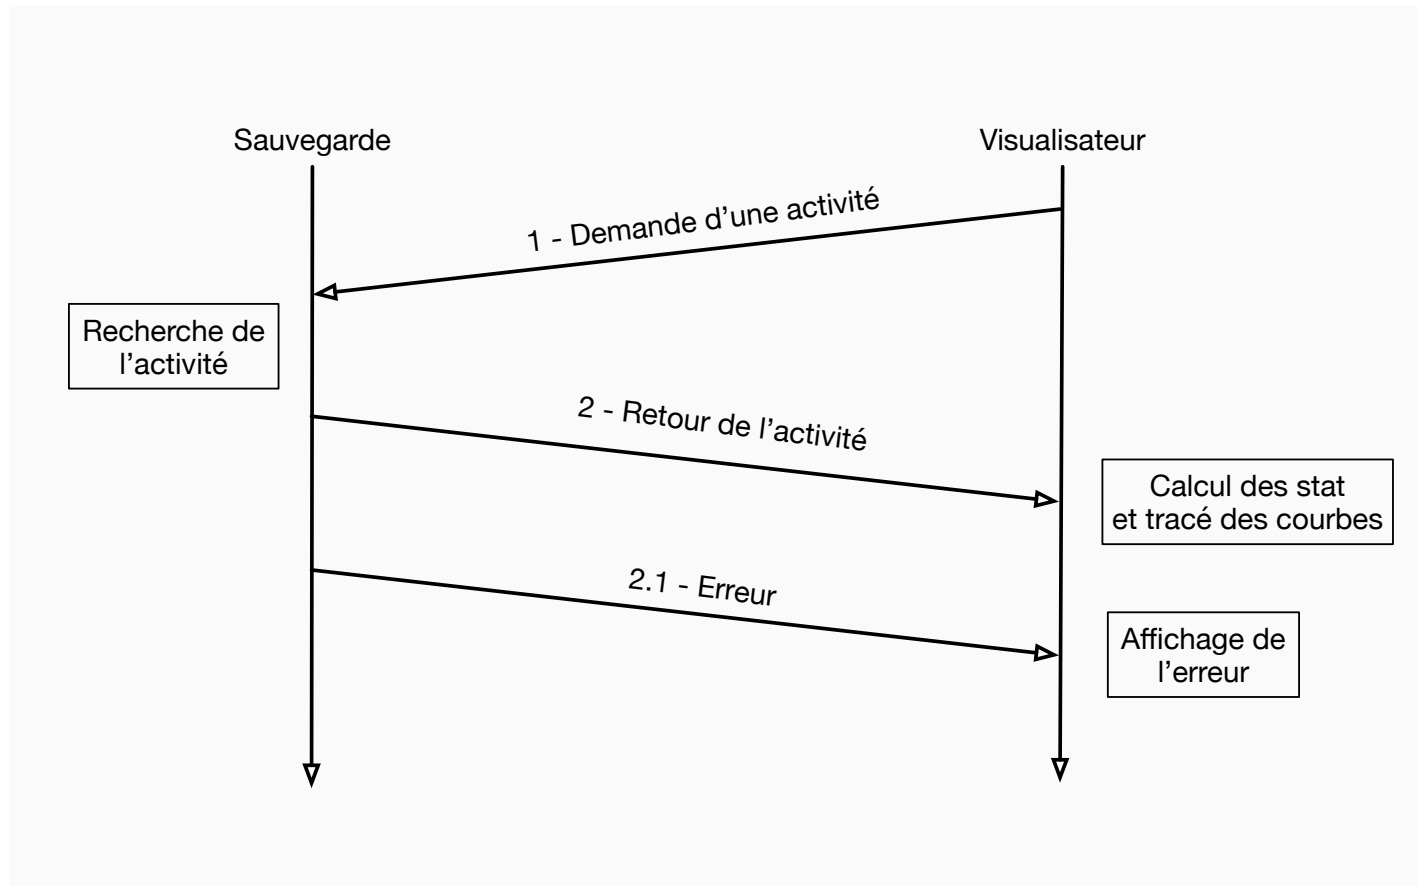 Sauvegarde
Visualisateur
1 - Demande d’une activité
Recherche de
l’activité
2 - Retour de l’activité
Calcul des stat
et tracé des courbes
2.1 - Erreur
Affichage de
l’erreur